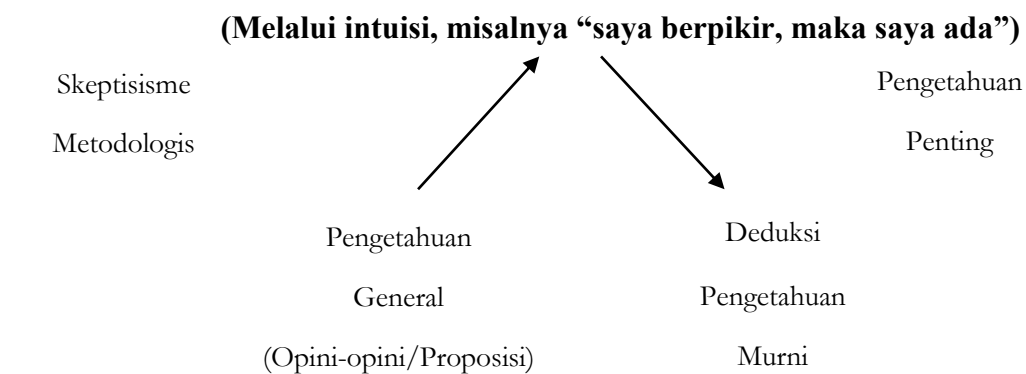 (Melalui intuisi, misalnya “saya berpikir, maka saya ada”)
Skeptisisme
Metodologis
Pengetahuan
Penting
Pengetahuan
General
(Opini-opini/Proposisi)
Deduksi
Pengetahuan
Murni